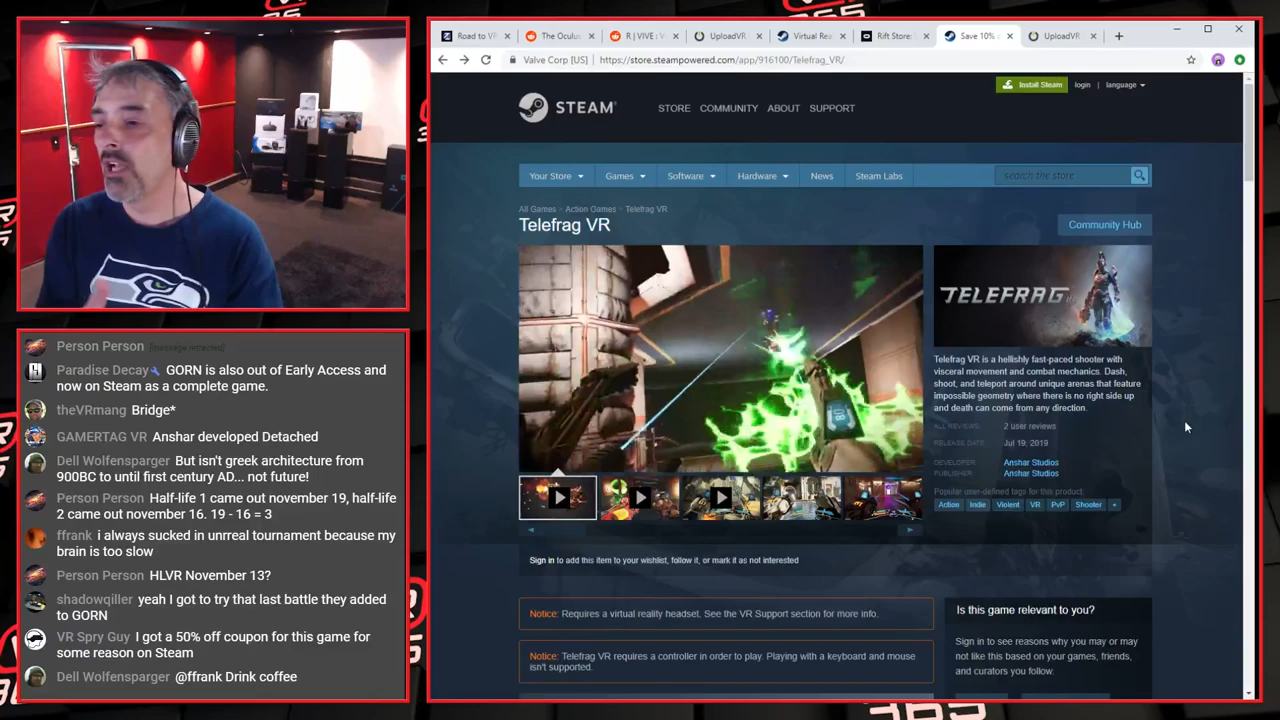 Road to VR
The Oculus
R | VIVE : V
UploadVR
Virtual Rea
Rift Store:
Save 10%
UploadVR
Valve Corp [US] | https://store.steampowered.com/app/916100/Telefrag_VR/
Install Steam
login | language
STEAM
STORE COMMUNITY ABOUT SUPPORT
Your Store Games Software Hardware News Steam Labs
search the store
All Games > Action Games > Telefrag VR
Telefrag VR
Community Hub
TELEFRAG
Telefrag VR is a hellishly fast-paced shooter with
visceral movement and combat mechanics. Dash,
shoot, and teleport around unique arenas that feature
impossible geometry where there is no right side up
and death can come from any direction.
ALL REVIEWS: 2 user reviews
RELEASE DATE: Jul 19, 2019
DEVELOPER: Anshar Studios
PUBLISHER: Anshar Studios
Popular user-defined tags for this product:
Action Indie Violent VR PvP Shooter +
Sign in to add this item to your wishlist, follow it, or mark it as not interested
Notice: Requires a virtual reality headset. See the VR Support section for more info.
Notice: Telefrag VR requires a controller in order to play. Playing with a keyboard and mouse
isn't supported.
Is this game relevant to you?
Sign in to see reasons why you may or may
not like this based on your games, friends,
and curators you follow.
Person Person [message retracted]
Paradise Decay GORN is also out of Early Access and
now on Steam as a complete game.
theVRmang Bridge*
GAMERTAG VR Anshar developed Detached
Dell Wolfensparger But isn't greek architecture from
900BC to until first century AD... not future!
Person Person Half-life 1 came out november 19, half-life
2 came out november 16. 19 - 16 = 3
ffrank i always sucked in unrreal tournament because my
brain is too slow
Person Person HLVR November 13?
shadowqiller yeah I got to try that last battle they added
to GORN
VR Spry Guy I got a 50% off coupon for this game for
some reason on Steam
Dell Wolfensparger @ffrank Drink coffee
365